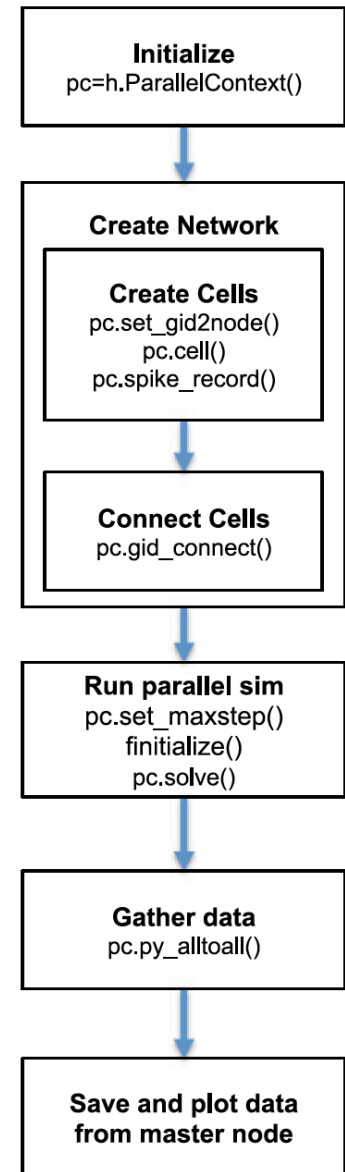 Initialize
pc=h.ParallelContext()
Create Network
Create Cells
pc.set_gid2node()
pc.cell()
pc.spike_record()
Connect Cells
pc.gid_connect()
Run parallel sim
pc.set_maxstep()
finitialize()
pc.solve()
Gather data
pc.py_alltoall()
Save and plot data
from master node